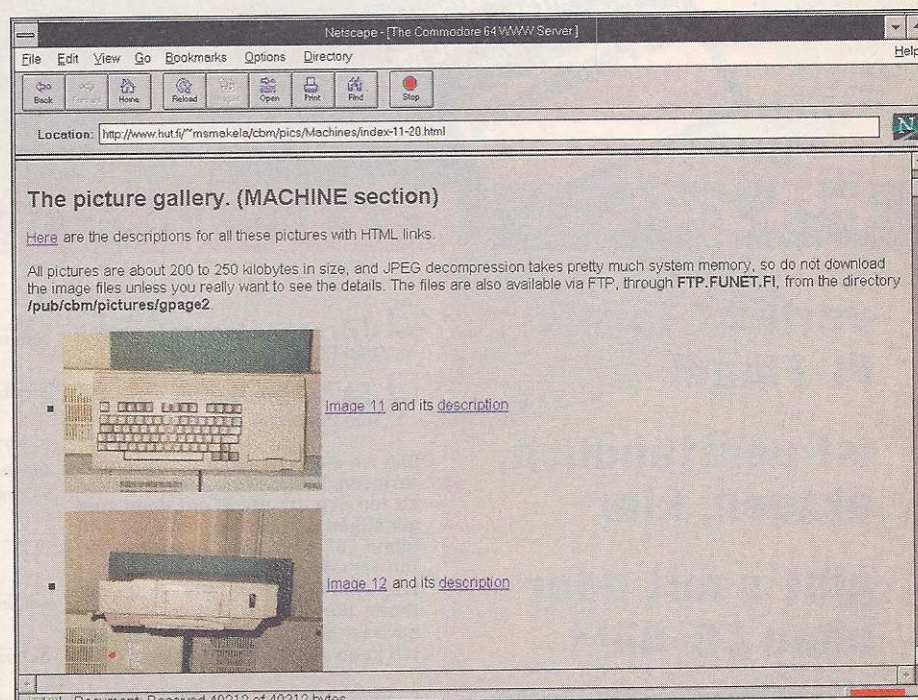 Netscape - [The Commodore 64 WWW Server]
File Edit View Go Bookmarks Options Directory Help
Back Forward Home Reload Images Open Print Find Stop
Location: http://www.hut.fi/~msmakela/cbm/pics/Machines/index-11-20.html
N
The picture gallery. (MACHINE section)
Here are the descriptions for all these pictures with HTML links.
All pictures are about 200 to 250 kilobytes in size, and JPEG decompression takes pretty much system memory, so do not download
the image files unless you really want to see the details. The files are also available via FTP, through FTP.FUNET.FI, from the directory
/pub/cbm/pictures/gpage2.
Image 11 and its description
Image 12 and its description
Document: Received 40212 of 40212 bytes